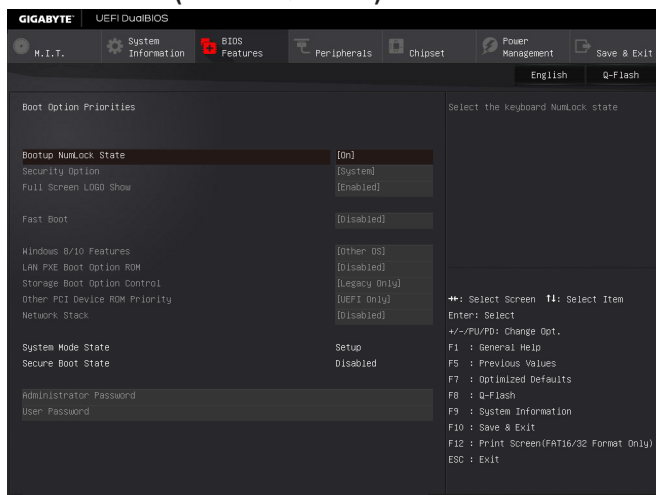 GIGABYTE™ UEFI DualBIOS
M.I.T. System Information BIOS Features Peripherals Chipset Power Management Save & Exit
English Q-Flash
Boot Option Priorities
Select the keyboard NumLock state
Bootup NumLock State [On]
Security Option [System]
Full Screen LOGO Show [Enabled]
Fast Boot [Disabled]
Windows 8/10 Features [Other OS]
LAN PXE Boot Option ROM [Disabled]
Storage Boot Option Control [Legacy Only]
Other PCI Device ROM Priority [UEFI Only]
Network Stack [Disabled]
System Mode State Setup
Secure Boot State Disabled
Administrator Password
User Password
→←: Select Screen ↑↓: Select Item
Enter: Select
+/-/PU/PD: Change Opt.
F1 : General Help
F5 : Previous Values
F7 : Optimized Defaults
F8 : Q-Flash
F9 : System Information
F10 : Save & Exit
F12 : Print Screen(FAT16/32 Format Only)
ESC : Exit